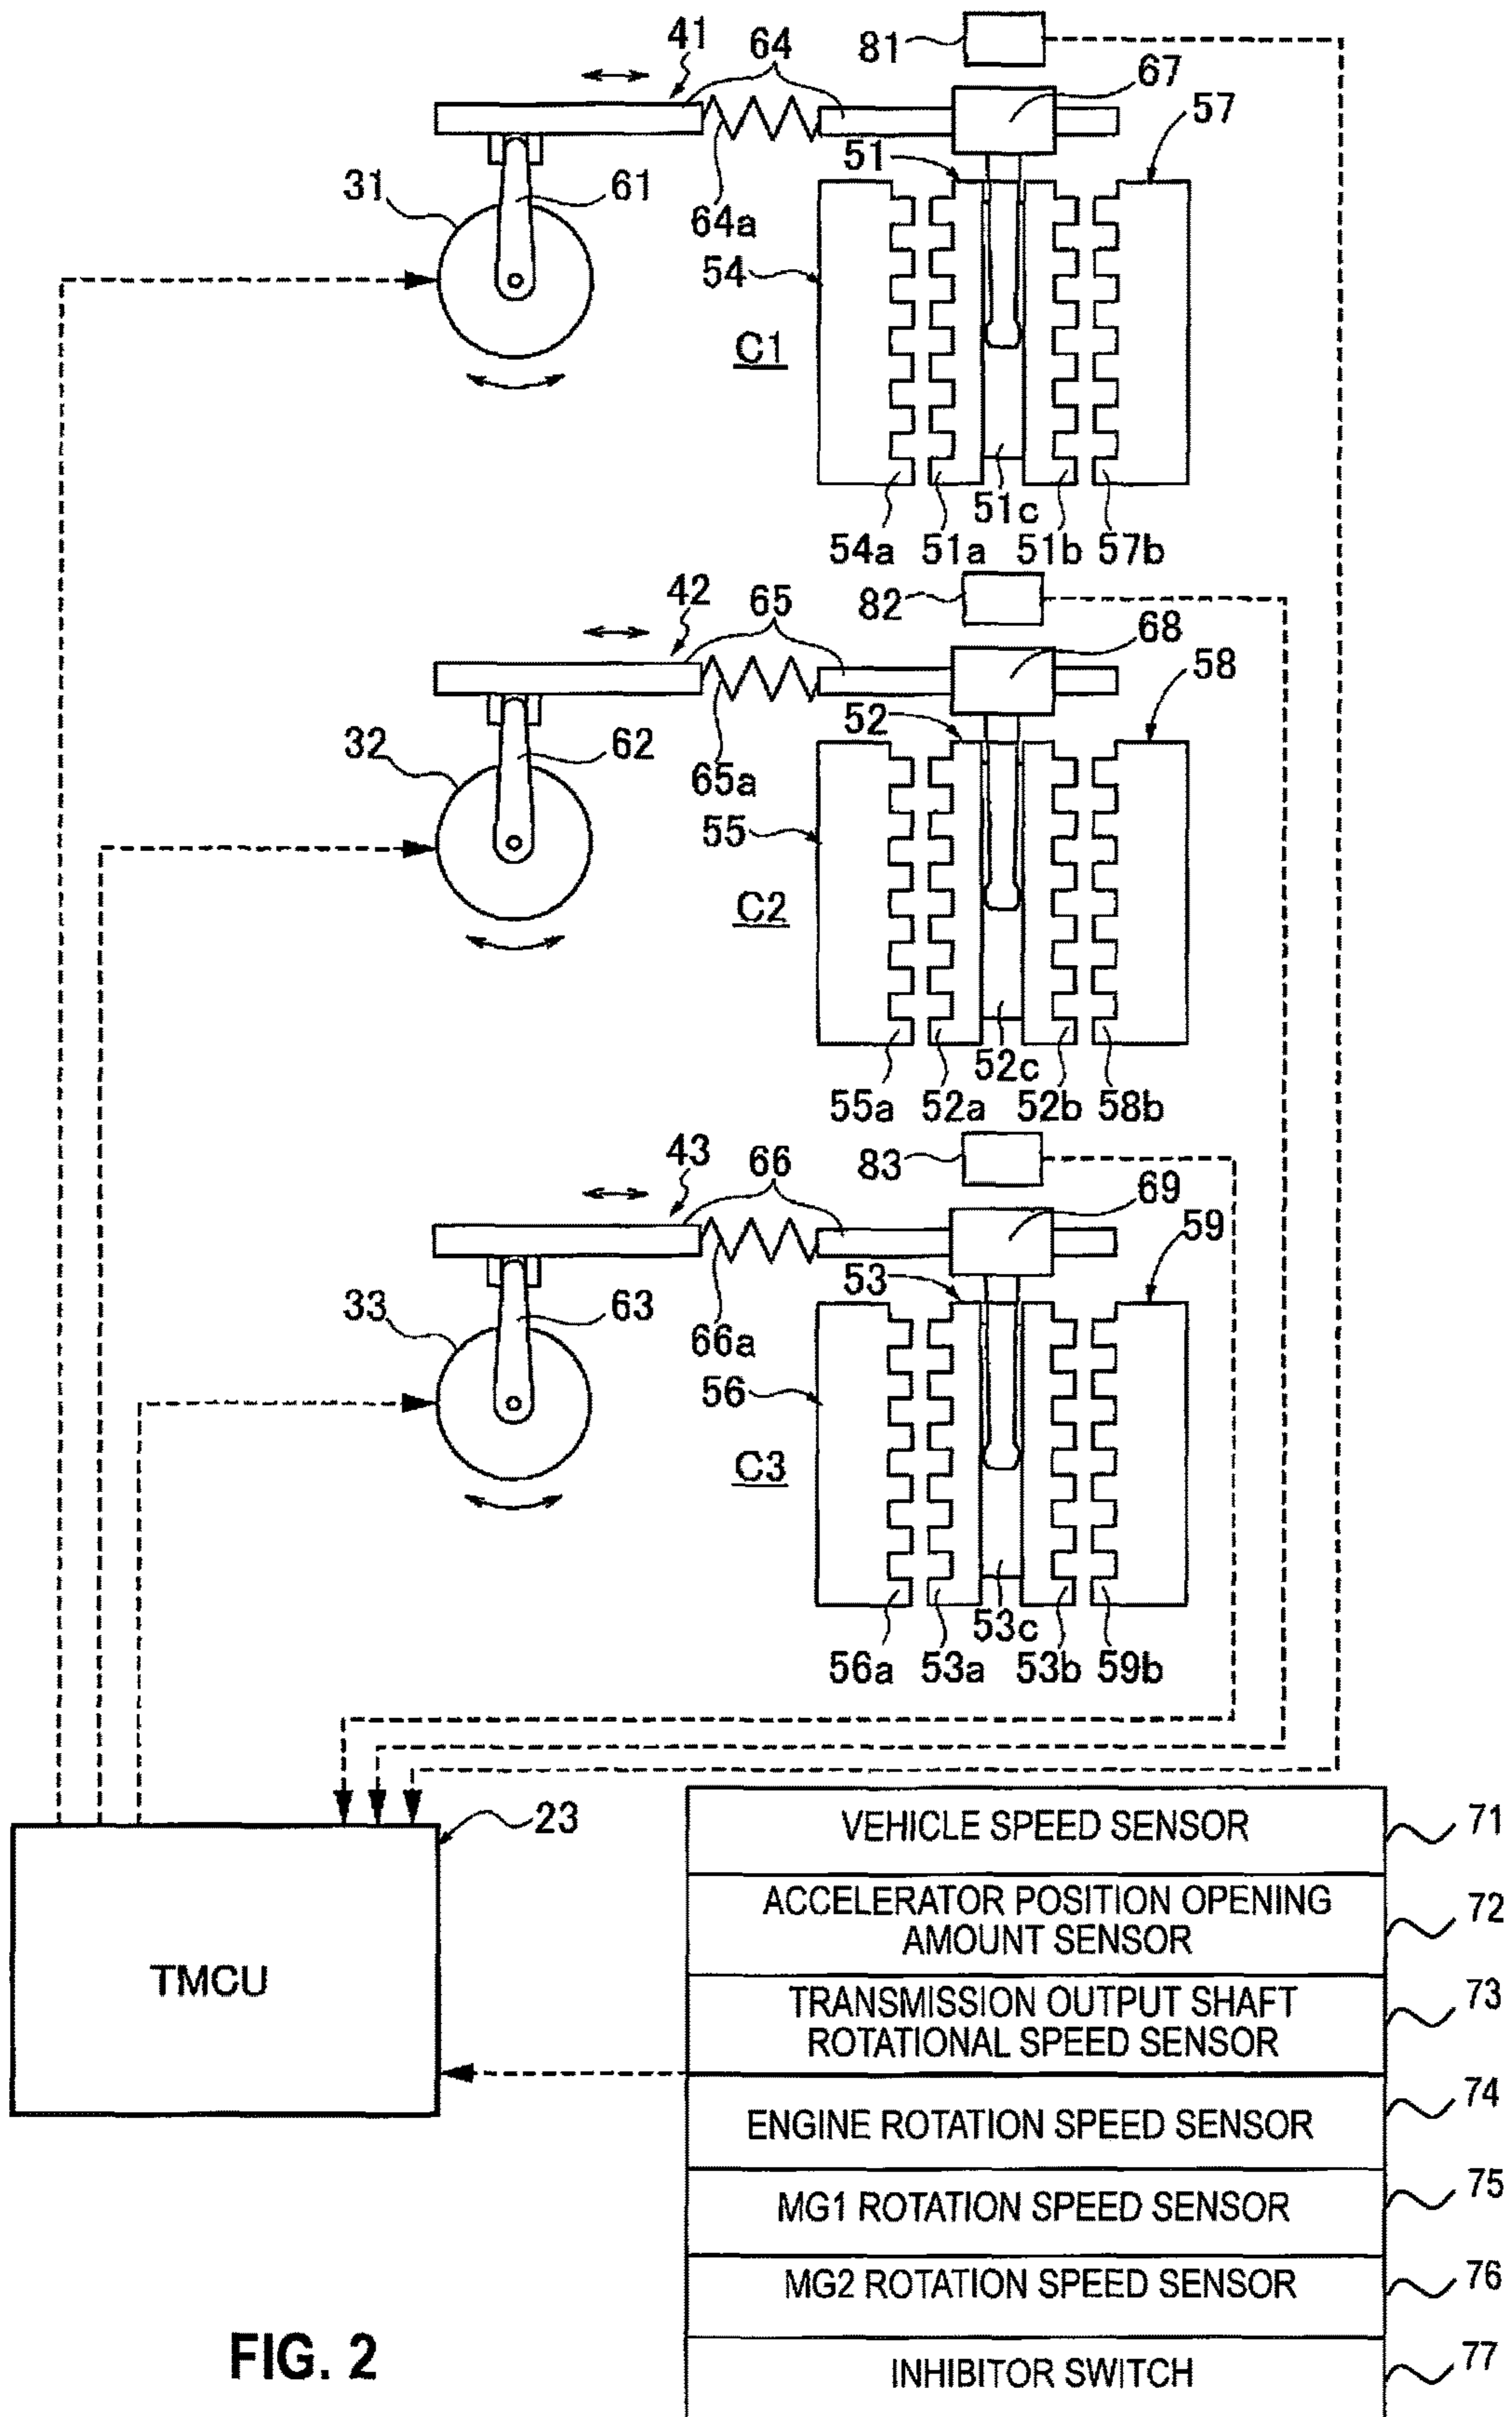 41
64
81
67
57
51
31
61
64a
54
C1
51c
54a
51a
51b
57b
42
65
82
68
58
52
32
62
65a
55
C2
52c
55a
52a
52b
58b
43
66
83
69
59
53
33
63
66a
56
C3
53c
56a
53a
53b
59b
23
TMCU
VEHICLE SPEED SENSOR
71
ACCELERATOR POSITION OPENING
AMOUNT SENSOR
72
TRANSMISSION OUTPUT SHAFT
ROTATIONAL SPEED SENSOR
73
ENGINE ROTATION SPEED SENSOR
74
MG1 ROTATION SPEED SENSOR
75
MG2 ROTATION SPEED SENSOR
76
INHIBITOR SWITCH
77
FIG. 2